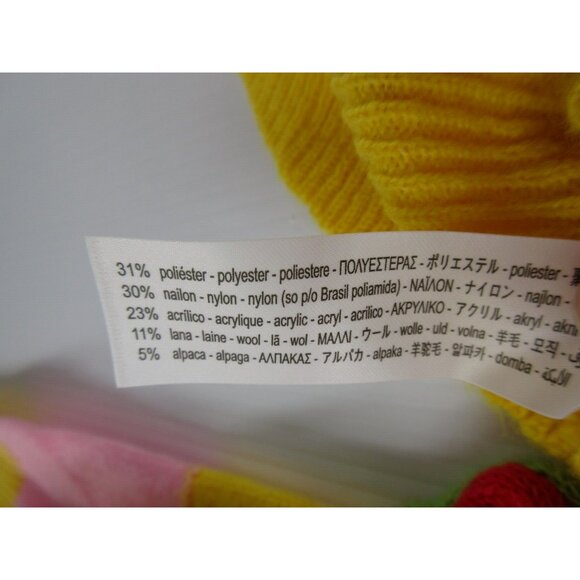 31% poliéster - polyester - poliestere - ΠΟΛΥΕΣΤΕΡΑΣ - ポリエステル - poliester -
30% naílon - nylon - nylon (so p/o Brasil poliamida) - ΝΑΪΛΟΝ - ナイロン - najlon -
23% acrílico - acrylique - acrylic - acryl - acrilico - ΑΚΡΥΛΙΚΟ - アクリル - akryl -
11% lana - laine - wool - lã - wol - ΜΑΛΛΙ - ウール - wolle - uld - volna - 羊毛 - 모직 -
5% alpaca - alpaga - ΑΛΠΑΚΑΣ - アルパカ - alpaka - 羊驼毛 - 알파카 - domba - الألبكة